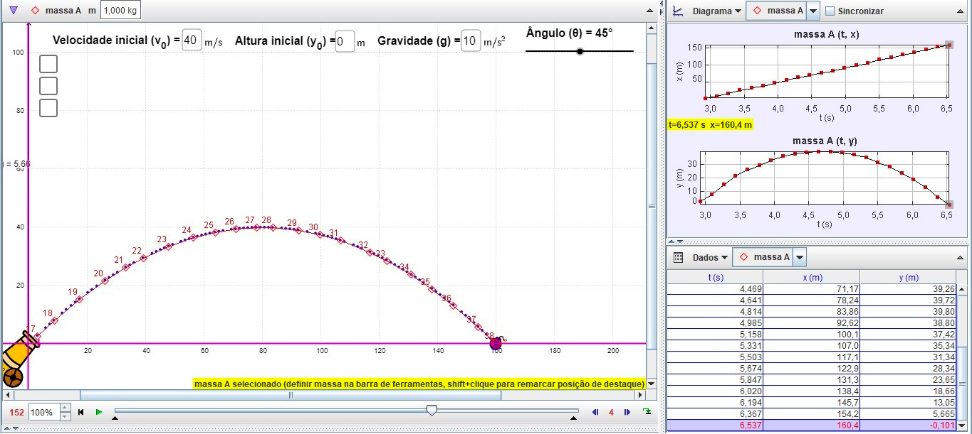 massa A m 1,000 kg
Velocidade inicial (v0) = 40 m/s Altura inicial (y0) = 0 m Gravidade (g) = 10 m/s² Ângulo (θ) = 45°
100
80
= 5,66
60
40
20
17 18 19 20 21 22 23 24 25 26 27 28 29 30 31 32 33 34 35 36 37 38
20 40 60 80 100 120 140 160 180 200
massa A selecionado (definir massa na barra de ferramentas, shift+clique para remarcar posição de destaque)
152 100% 4
Diagrama massa A Sincronizar
massa A (t, x)
x (m)
150
100
50
3,0 3,5 4,0 4,5 5,0 5,5 6,0 6,5
t (s)
t=6,537 s x=160,4 m
massa A (t, y)
y (m)
30
20
10
0
3,0 3,5 4,0 4,5 5,0 5,5 6,0 6,5
t (s)
Dados massa A
t (s) x (m) y (m)
4,469 71,17 39,26
4,641 78,24 39,72
4,814 83,86 39,80
4,985 92,62 38,80
5,158 100,1 37,42
5,331 107,0 35,34
5,503 117,1 31,34
5,674 122,9 28,34
5,847 131,3 23,65
6,020 138,4 18,66
6,194 145,7 13,05
6,367 154,2 5,665
6,537 160,4 -0,101